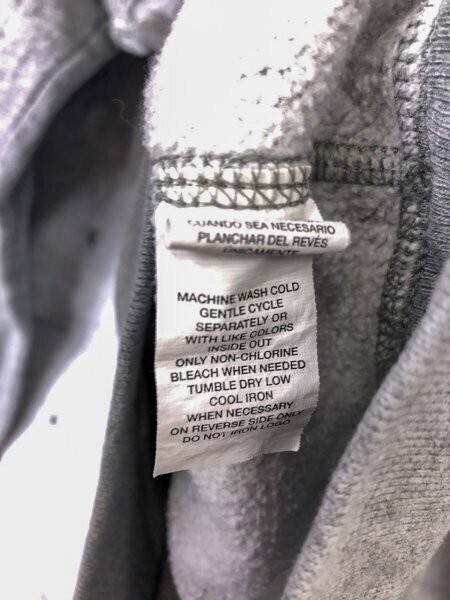 CUANDO SEA NECESARIO
PLANCHAR DEL REVÉS
ÚNICAMENTE
MACHINE WASH COLD
GENTLE CYCLE
SEPARATELY OR
WITH LIKE COLORS
INSIDE OUT
ONLY NON-CHLORINE
BLEACH WHEN NEEDED
TUMBLE DRY LOW
COOL IRON
WHEN NECESSARY
ON REVERSE SIDE ONLY
DO NOT IRON LOGO